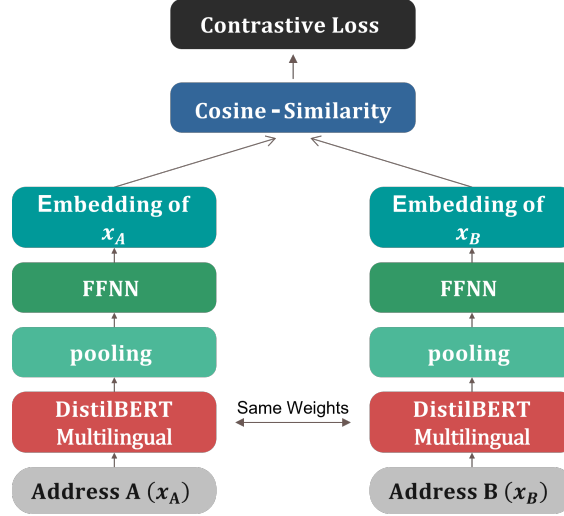 Contrastive Loss
Cosine - Similarity
Embedding of
x_A
Embedding of
x_B
FFNN
FFNN
pooling
pooling
DistilBERT
Multilingual
Same Weights
DistilBERT
Multilingual
Address A (x_A)
Address B (x_B)